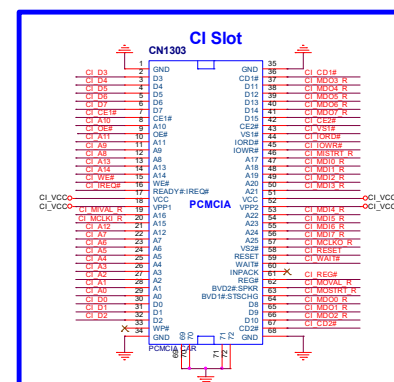 CI Slot
CN1303
1 GND GND 35
CI_D3 2 D3 CD1# 36 CI_CD1#
CI_D4 3 D4 D11 37 CI_MDO3_R
CI_D5 4 D5 D12 38 CI_MDO4_R
CI_D6 5 D6 D13 39 CI_MDO5_R
CI_D7 6 D7 D14 40 CI_MDO6_R
CI_CE1# 7 CE1# D15 41 CI_MDO7_R
CI_A10 8 A10 CE2# 42 CI_CE2#
CI_OE# 9 OE# VS1# 43 CI_VS1#
CI_A11 10 A11 IORD# 44 CI_IORD#
CI_A9 11 A9 IOWR# 45 CI_IOWR#
CI_A8 12 A8 A17 46 CI_MISTRT_R
CI_A13 13 A13 A18 47 CI_MDI0_R
CI_A14 14 A14 A19 48 CI_MDI1_R
CI_WE# 15 WE# A20 49 CI_MDI2_R
CI_IREQ# 16 READY#:IREQ# A21 50 CI_MDI3_R
CI_VCC 17 VCC VCC 51 CI_VCC
CI_VCC 18 VPP1 PCMCIA VPP2 52 CI_VCC
CI_MIVAL_R 19 A16 A22 53 CI_MDI4_R
CI_MCLKI_R 20 A15 A23 54 CI_MDI5_R
CI_A12 21 A12 A24 55 CI_MDI6_R
CI_A7 22 A7 A25 56 CI_MDI7_R
CI_A6 23 A6 VS2# 57 CI_MCLKO_R
CI_A5 24 A5 RESET 58 CI_RESET
CI_A4 25 A4 WAIT# 59 CI_WAIT#
CI_A3 26 A3 INPACK 60
CI_A2 27 A2 REG# 61 CI_REG#
CI_A1 28 A1 BVD2#:SPKR 62 CI_MOVAL_R
CI_A0 29 A0 BVD1#:STSCHG 63 CI_MOSTRT_R
CI_D0 30 D0 D8 64 CI_MDO0_R
CI_D1 31 D1 D9 65 CI_MDO1_R
CI_D2 32 D2 D10 66 CI_MDO2_R
33 WP# CD2# 67 CI_CD2#
34 GND GND 68
PCMCIA_CAR
69 70 71 72
69 70 71 72